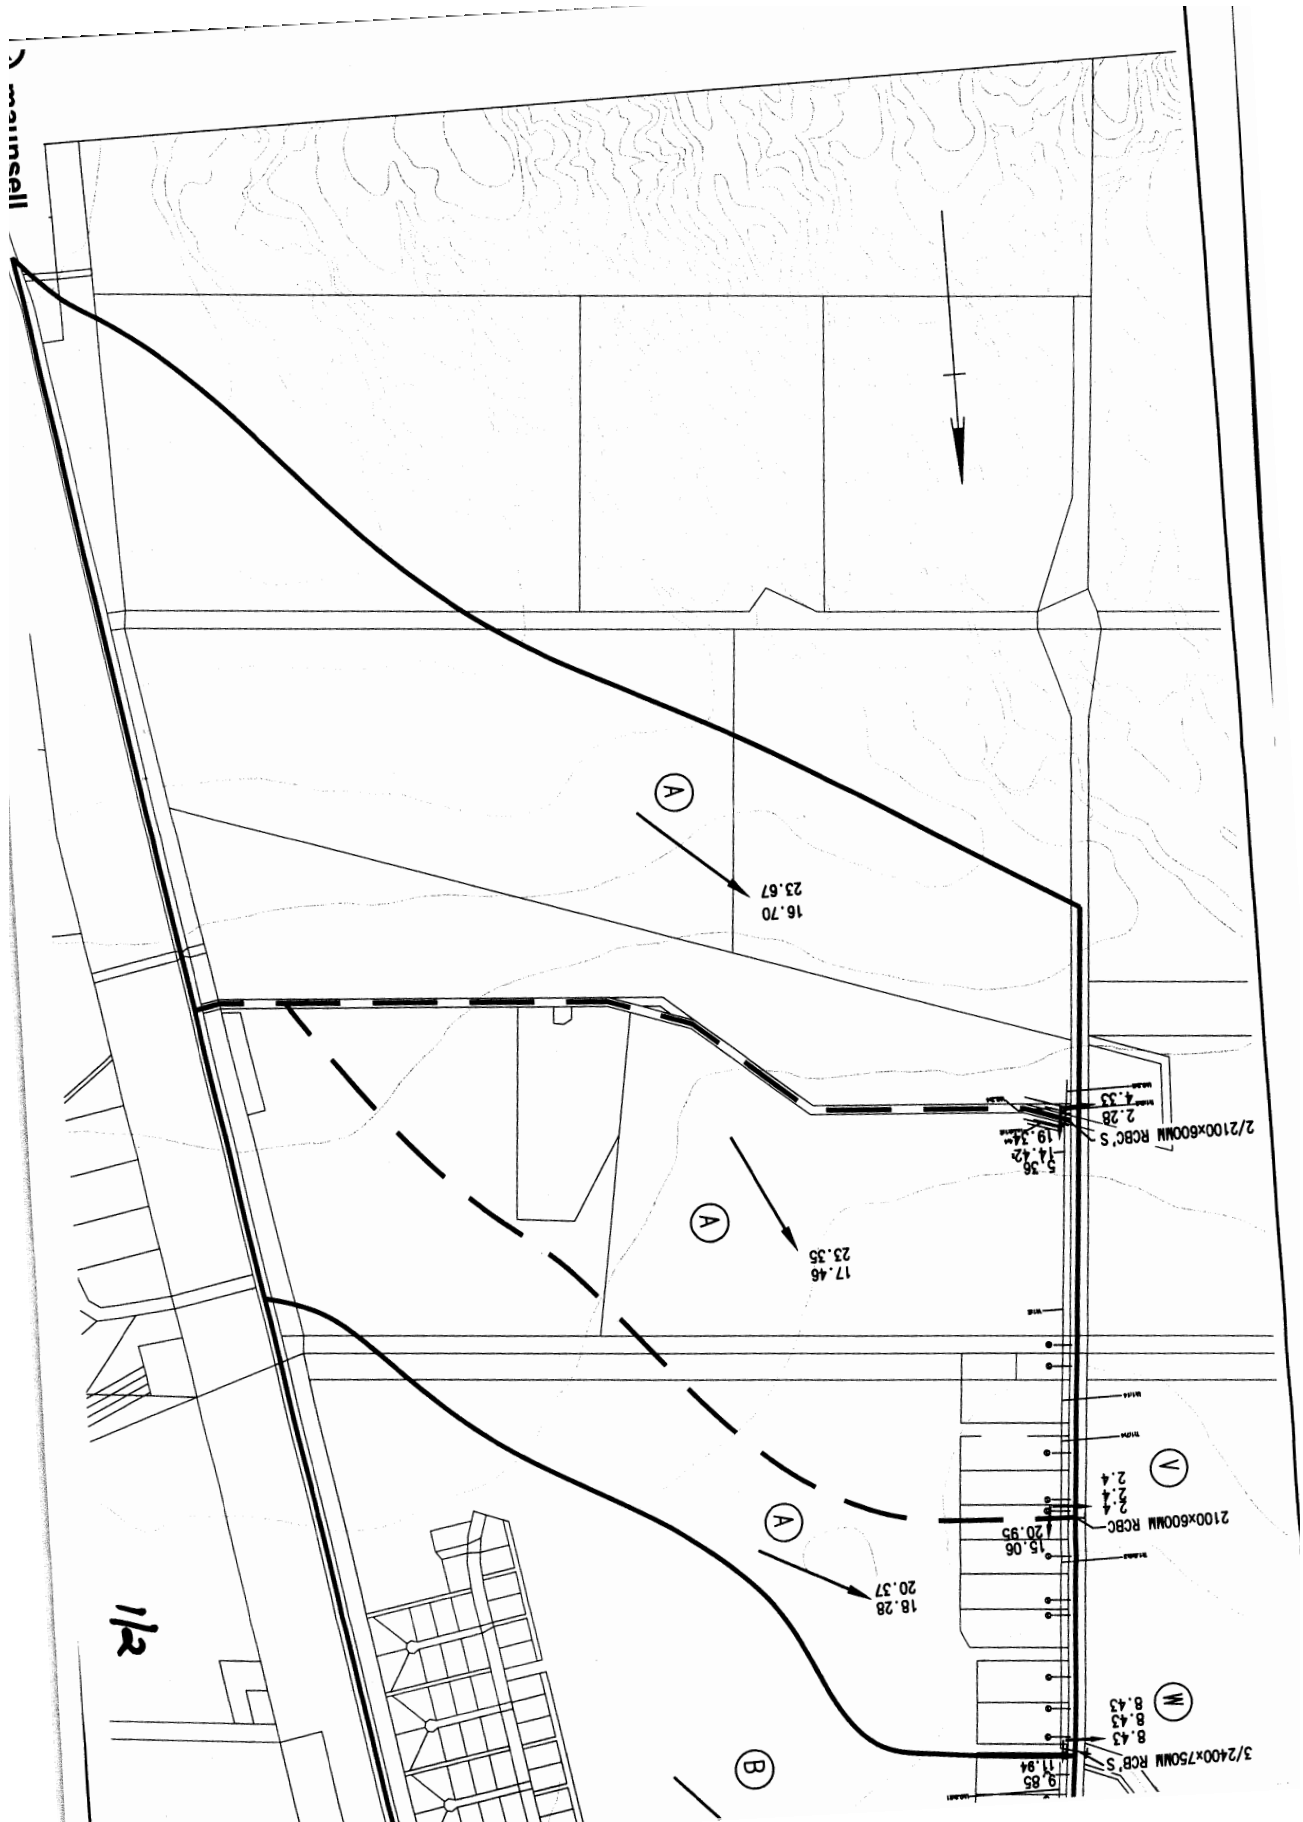 maunsell
A
23.67
16.70
4.33
2.28
2/2100x600MM RCBC'S
19.34
14.42
5.36
A
23.35
17.46
V
2.4
2.4
2.4
2100x600MM RCBC
20.95
15.06
A
20.37
18.28
1/2
W
8.43
8.43
8.43
3/2400x750MM RCB'S
11.94
9.85
B